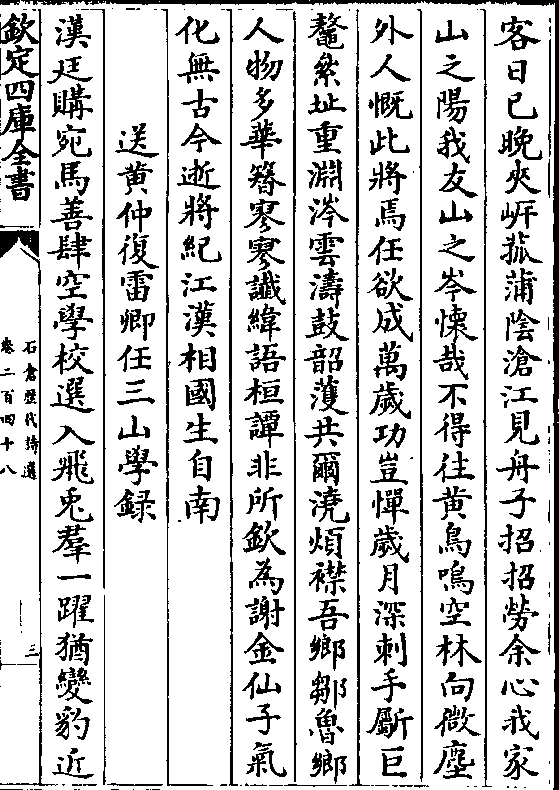 客日已晚夾岸菰蒲陰滄江見舟子招招勞余心我家
山之陽我友山之岑懐哉不得往黄鳥鳴空林向微塵
外人慨此將焉任欲成萬歲功豈憚歲月深刺手斸巨
鼇絫址重淵涔雲濤鼓韶䕶共爾澆煩襟吾鄉鄒魯鄉
人物多華簪寥寥讖緯語桓譚非所欽為謝金仙子氣
化無古今逝將紀江漢相國生自南
送黄仲復雷卿任三山學録
漢廷購宛馬善肆空學校選入飛兎羣一躍猶變豹近
欽定四庫全書
石倉歴代詩選
卷二百四十八
三